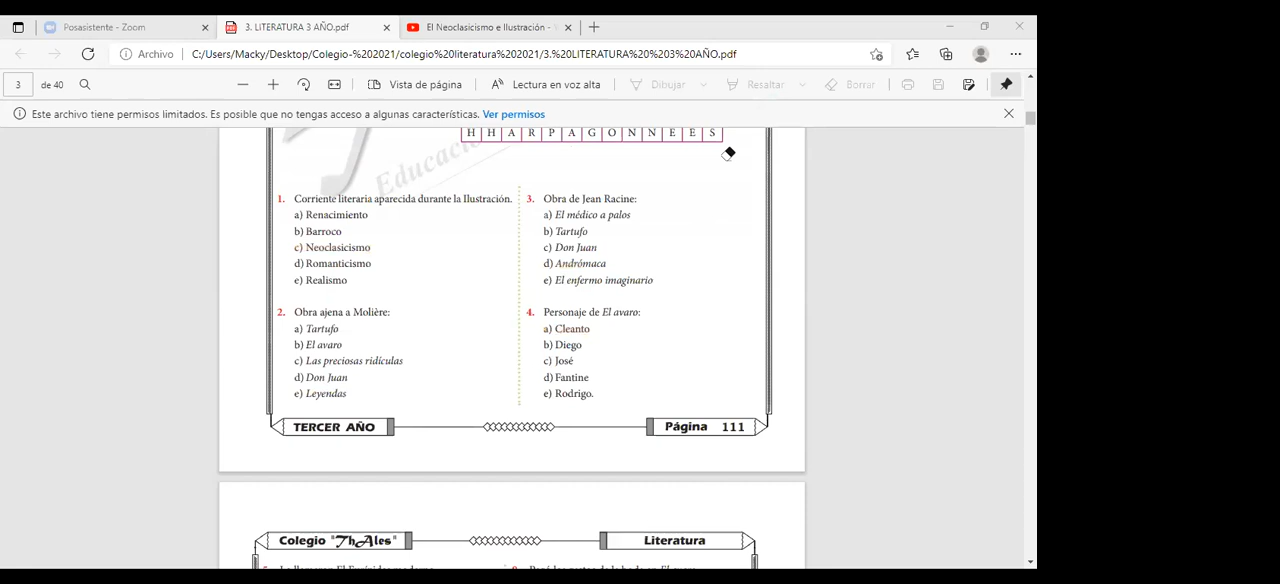 Posasistente - Zoom
3. LITERATURA 3 AÑO.pdf
El Neoclasicismo e Ilustración -
Archivo
C:/Users/Macky/Desktop/Colegio-%202021/colegio%20literatura%202021/3.%20LITERATURA%20%203%20AÑO.pdf
3 de 40
Vista de página
Lectura en voz alta
Dibujar
Resaltar
Borrar
Este archivo tiene permisos limitados. Es posible que no tengas acceso a algunas características. Ver permisos
H H A R P A G O N N E E S
1. Corriente literaria aparecida durante la Ilustración.
a) Renacimiento
b) Barroco
c) Neoclasicismo
d) Romanticismo
e) Realismo
2. Obra ajena a Molière:
a) Tartufo
b) El avaro
c) Las preciosas ridículas
d) Don Juan
e) Leyendas
3. Obra de Jean Racine:
a) El médico a palos
b) Tartufo
c) Don Juan
d) Andrómaca
e) El enfermo imaginario
4. Personaje de El avaro:
a) Cleanto
b) Diego
c) José
d) Fantine
e) Rodrigo.
TERCER AÑO
Página 111
Colegio "ThAles"
Literatura